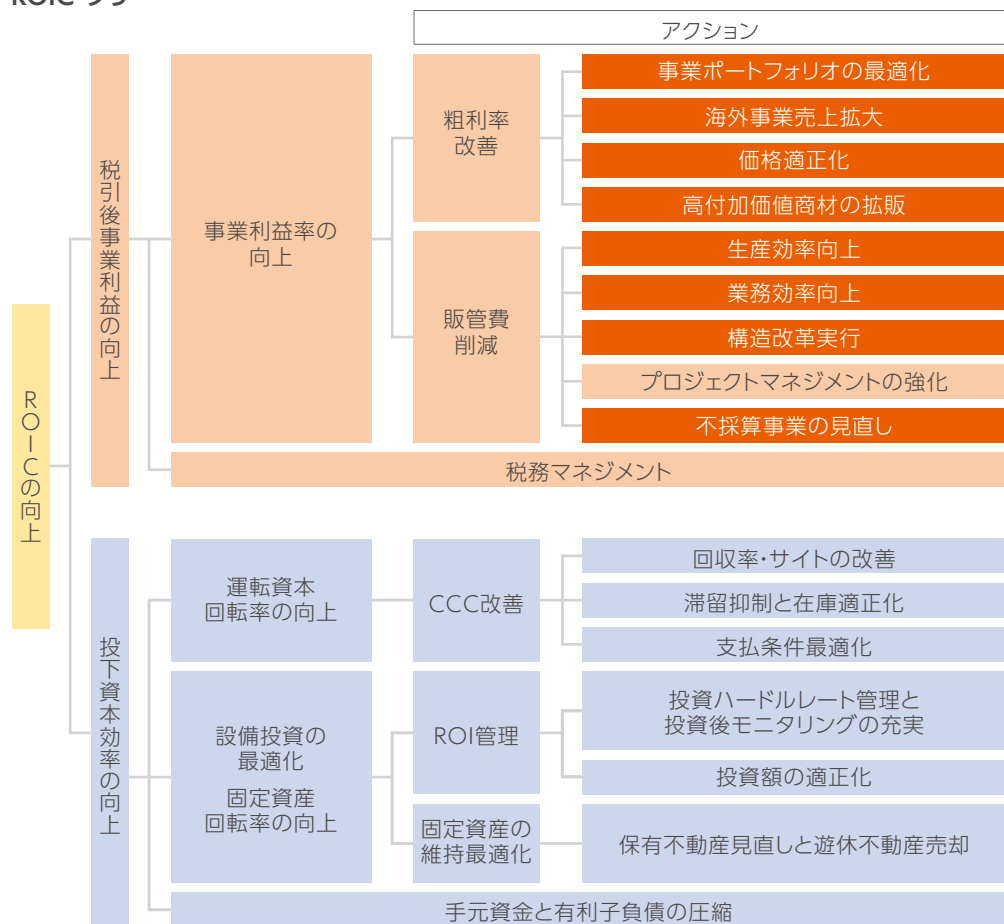 アクション
ROICの向上
税引後事業利益の向上
事業利益率の
向上
粗利率
改善
事業ポートフォリオの最適化
海外事業売上拡大
価格適正化
高付加価値商材の拡販
販管費
削減
生産効率向上
業務効率向上
構造改革実行
プロジェクトマネジメントの強化
不採算事業の見直し
税務マネジメント
投下資本効率の向上
運転資本
回転率の向上
CCC改善
回収率・サイトの改善
滞留抑制と在庫適正化
支払条件最適化
設備投資の
最適化
固定資産
回転率の向上
ROI管理
投資ハードルレート管理と
投資後モニタリングの充実
投資額の適正化
固定資産の
維持最適化
保有不動産見直しと遊休不動産売却
手元資金と有利子負債の圧縮